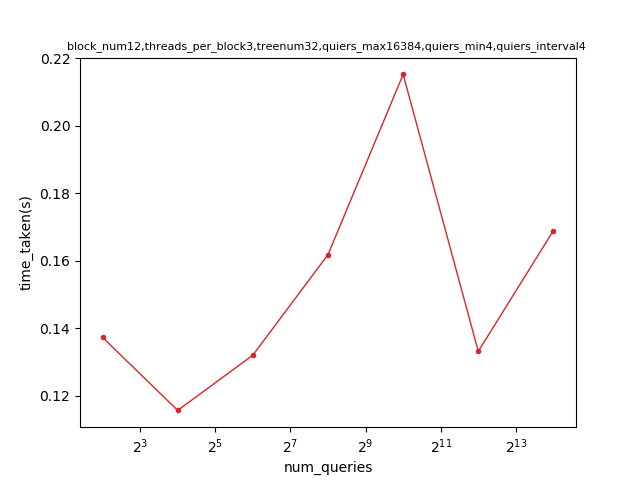 block_num12,threads_per_block3,treenum32,quiers_max16384,quiers_min4,quiers_interval4
0.22
0.20
0.18
0.16
0.14
0.12
time_taken(s)
2^3 2^5 2^7 2^9 2^11 2^13
num_queries